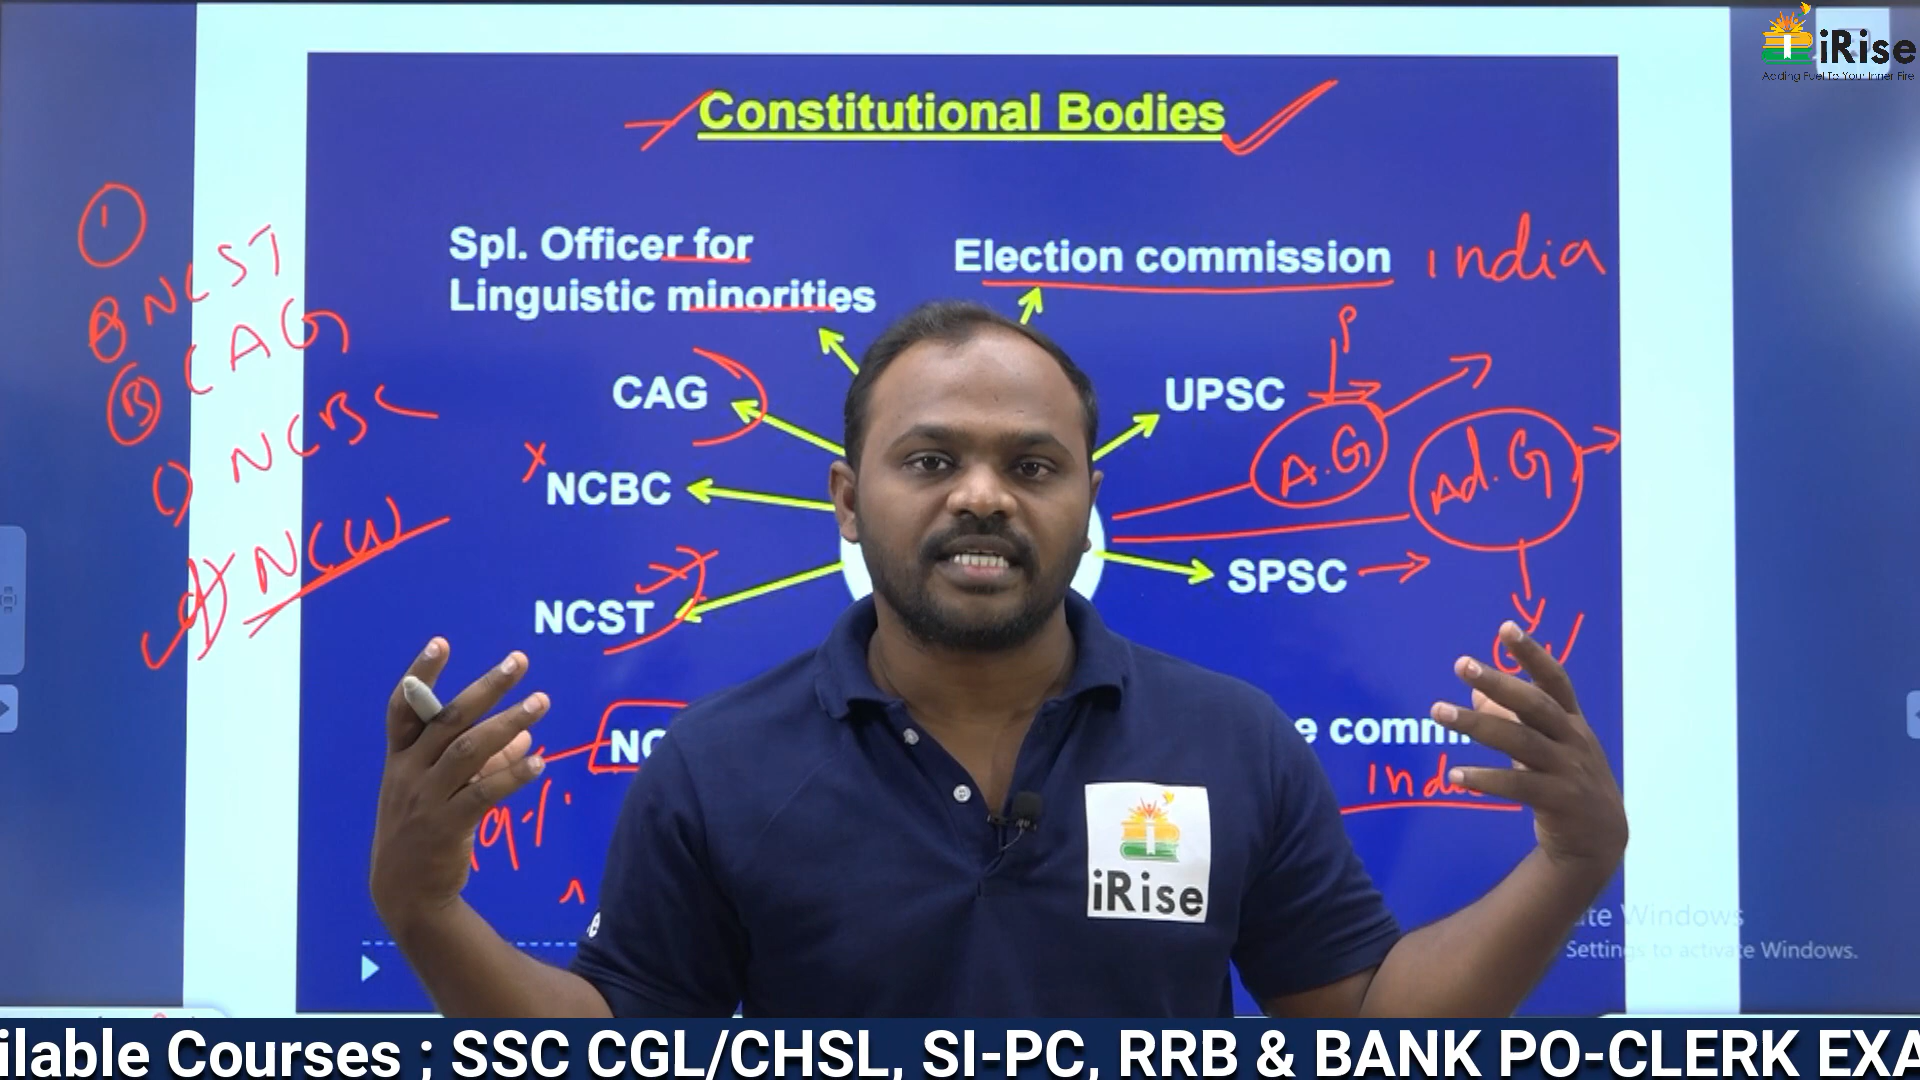 iRise
Adding Fuel To Your Inner Fire
Constitutional Bodies
Spl. Officer for
Linguistic minorities
Election commission
India
CAG
UPSC
P
A.G
Ad.G
NCBC
SPSC
NCST
NC
e comm
Ind
1
NCST
B CAG
NCBC
NCW
iRise
ate Windows
Settings to activate Windows.
ilable Courses ; SSC CGL/CHSL, SI-PC, RRB & BANK PO-CLERK EXA